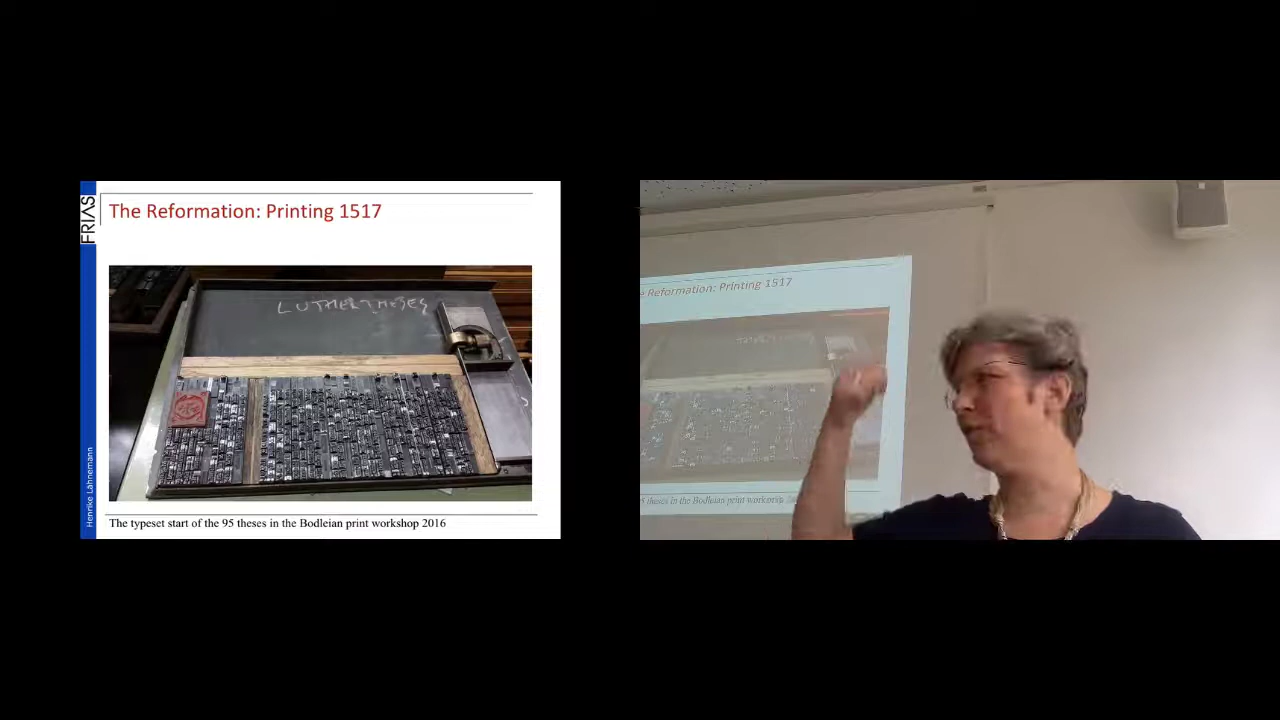 The Reformation: Printing 1517
FRIAS
LUTHER THESES
Henrike Lähnemann
The typeset start of the 95 theses in the Bodleian print workshop 2016
e Reformation: Printing 1517
5 theses in the Bodleian print workshop